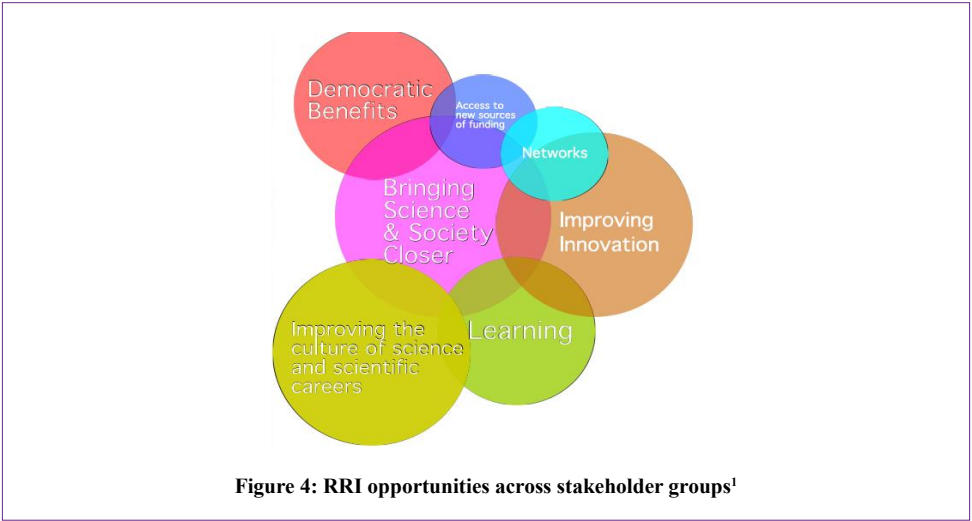 Democratic
Benefits
Access to
new sources
of funding
Networks
Bringing
Science
& Society
Closer
Improving
Innovation
Improving the
culture of science
and scientific
careers
Learning
Figure 4: RRI opportunities across stakeholder groups¹